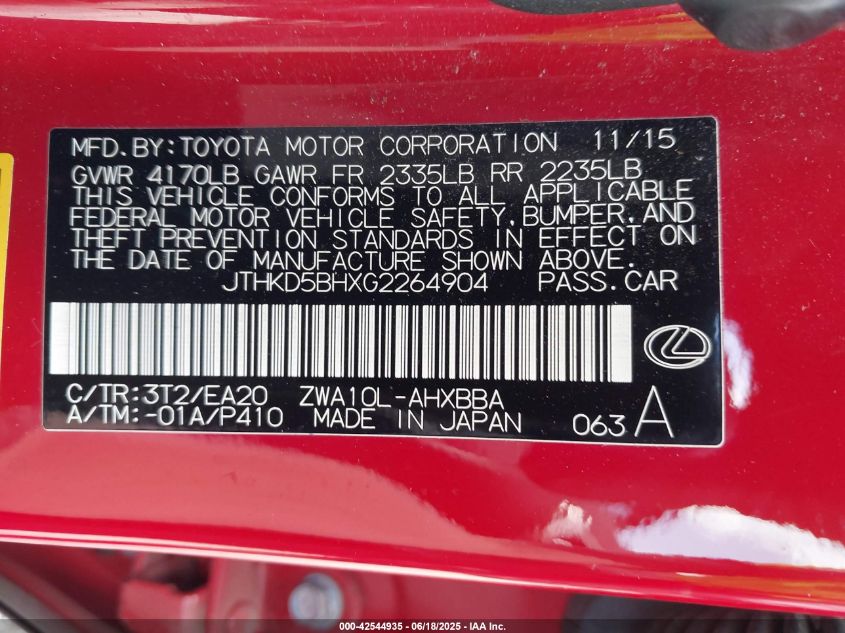 MFD. BY: TOYOTA MOTOR CORPORATION 11/15
GVWR 4170LB GAWR FR 2335LB RR 2235LB
THIS VEHICLE CONFORMS TO ALL APPLICABLE
FEDERAL MOTOR VEHICLE SAFETY, BUMPER, AND
THEFT PREVENTION STANDARDS IN EFFECT ON
THE DATE OF MANUFACTURE SHOWN ABOVE.
JTHKD5BHXG2264904 PASS. CAR
C/TR: 3T2/EA20 ZWA10L-AHXBBA
A/TM: -01A/P410 MADE IN JAPAN 063 A
000-42544935 - 06/18/2025 - IAA Inc.